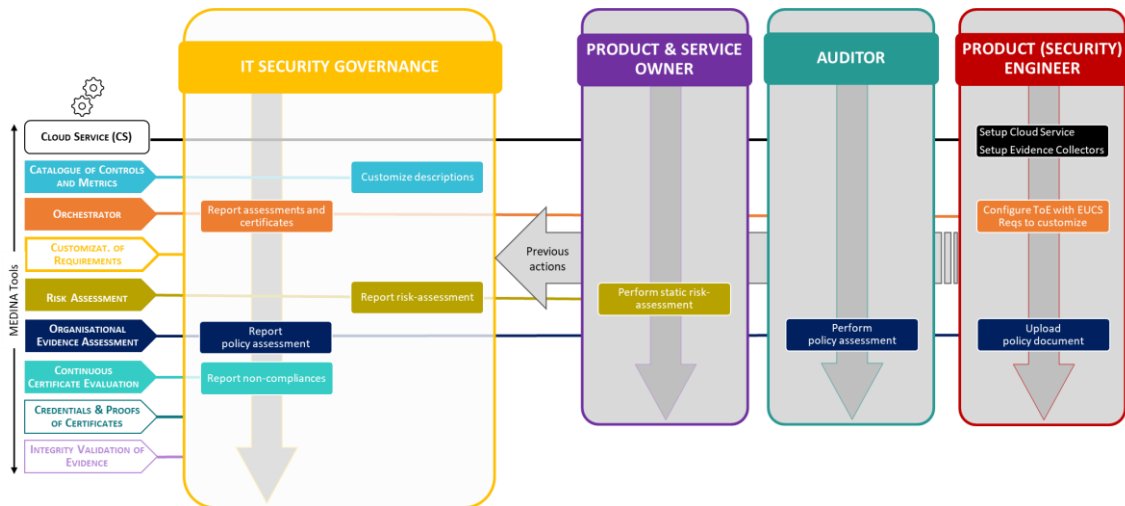 IT SECURITY GOVERNANCE
PRODUCT & SERVICE
OWNER
AUDITOR
PRODUCT (SECURITY)
ENGINEER
MEDINA Tools
CLOUD SERVICE (CS)
Setup Cloud Service
Setup Evidence Collectors
CATALOGUE OF CONTROLS
AND METRICS
Customize descriptions
ORCHESTRATOR
Report assessments and
certificates
Configure ToE with EUCS
Reqs to customize
CUSTOMIZAT. OF
REQUIREMENTS
Previous
actions
RISK ASSESSMENT
Report risk-assessment
Perform static risk-
assessment
ORGANISATIONAL
EVIDENCE ASSESSMENT
Report
policy assessment
Perform
policy assessment
Upload
policy document
CONTINUOUS
CERTIFICATE EVALUATION
Report non-compliances
CREDENTIALS & PROOFS
OF CERTIFICATES
INTEGRITY VALIDATION OF
EVIDENCE